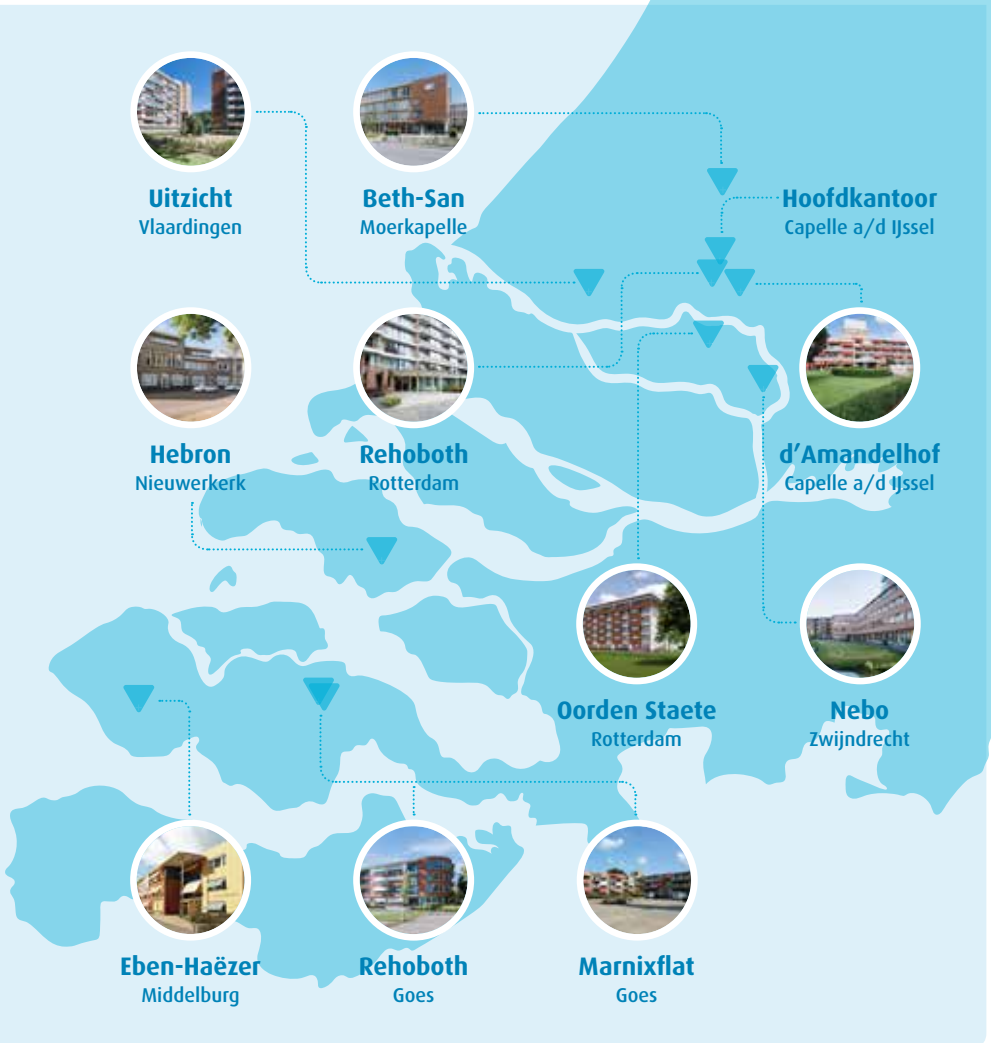 Uitzicht
Vlaardingen
Beth-San
Moerkapelle
Hoofdkantoor
Capelle a/d IJssel
Hebron
Nieuwerkerk
Rehoboth
Rotterdam
d'Amandelhof
Capelle a/d IJssel
Oorden Staete
Rotterdam
Nebo
Zwijndrecht
Eben-Haëzer
Middelburg
Rehoboth
Goes
Marnixflat
Goes